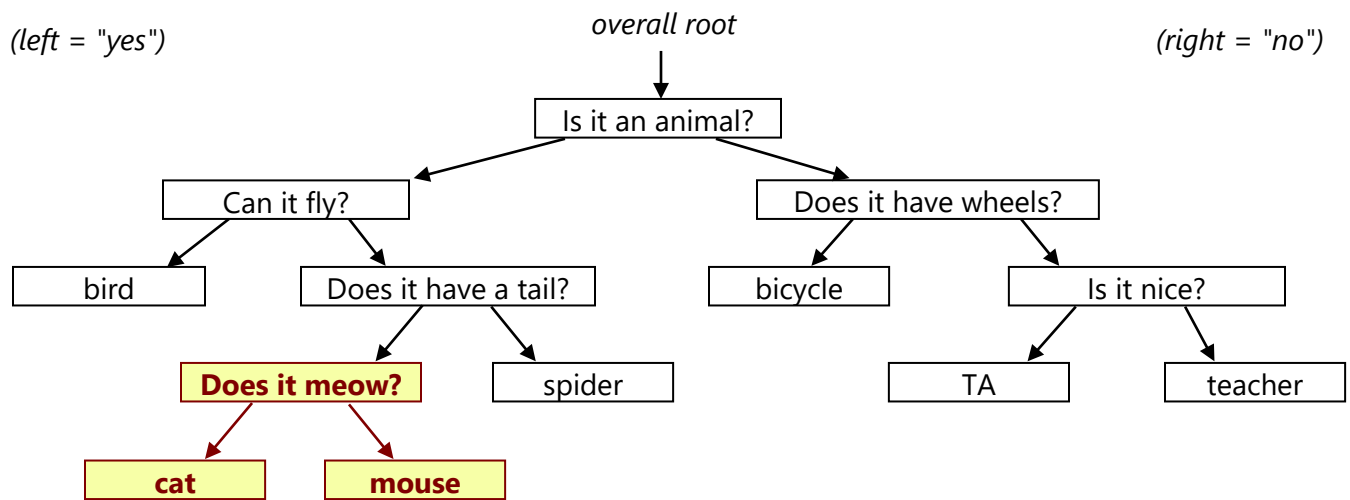 overall root
(left = "yes")
(right = "no")
Is it an animal?
Can it fly?
Does it have wheels?
bird
Does it have a tail?
bicycle
Is it nice?
Does it meow?
spider
TA
teacher
cat
mouse